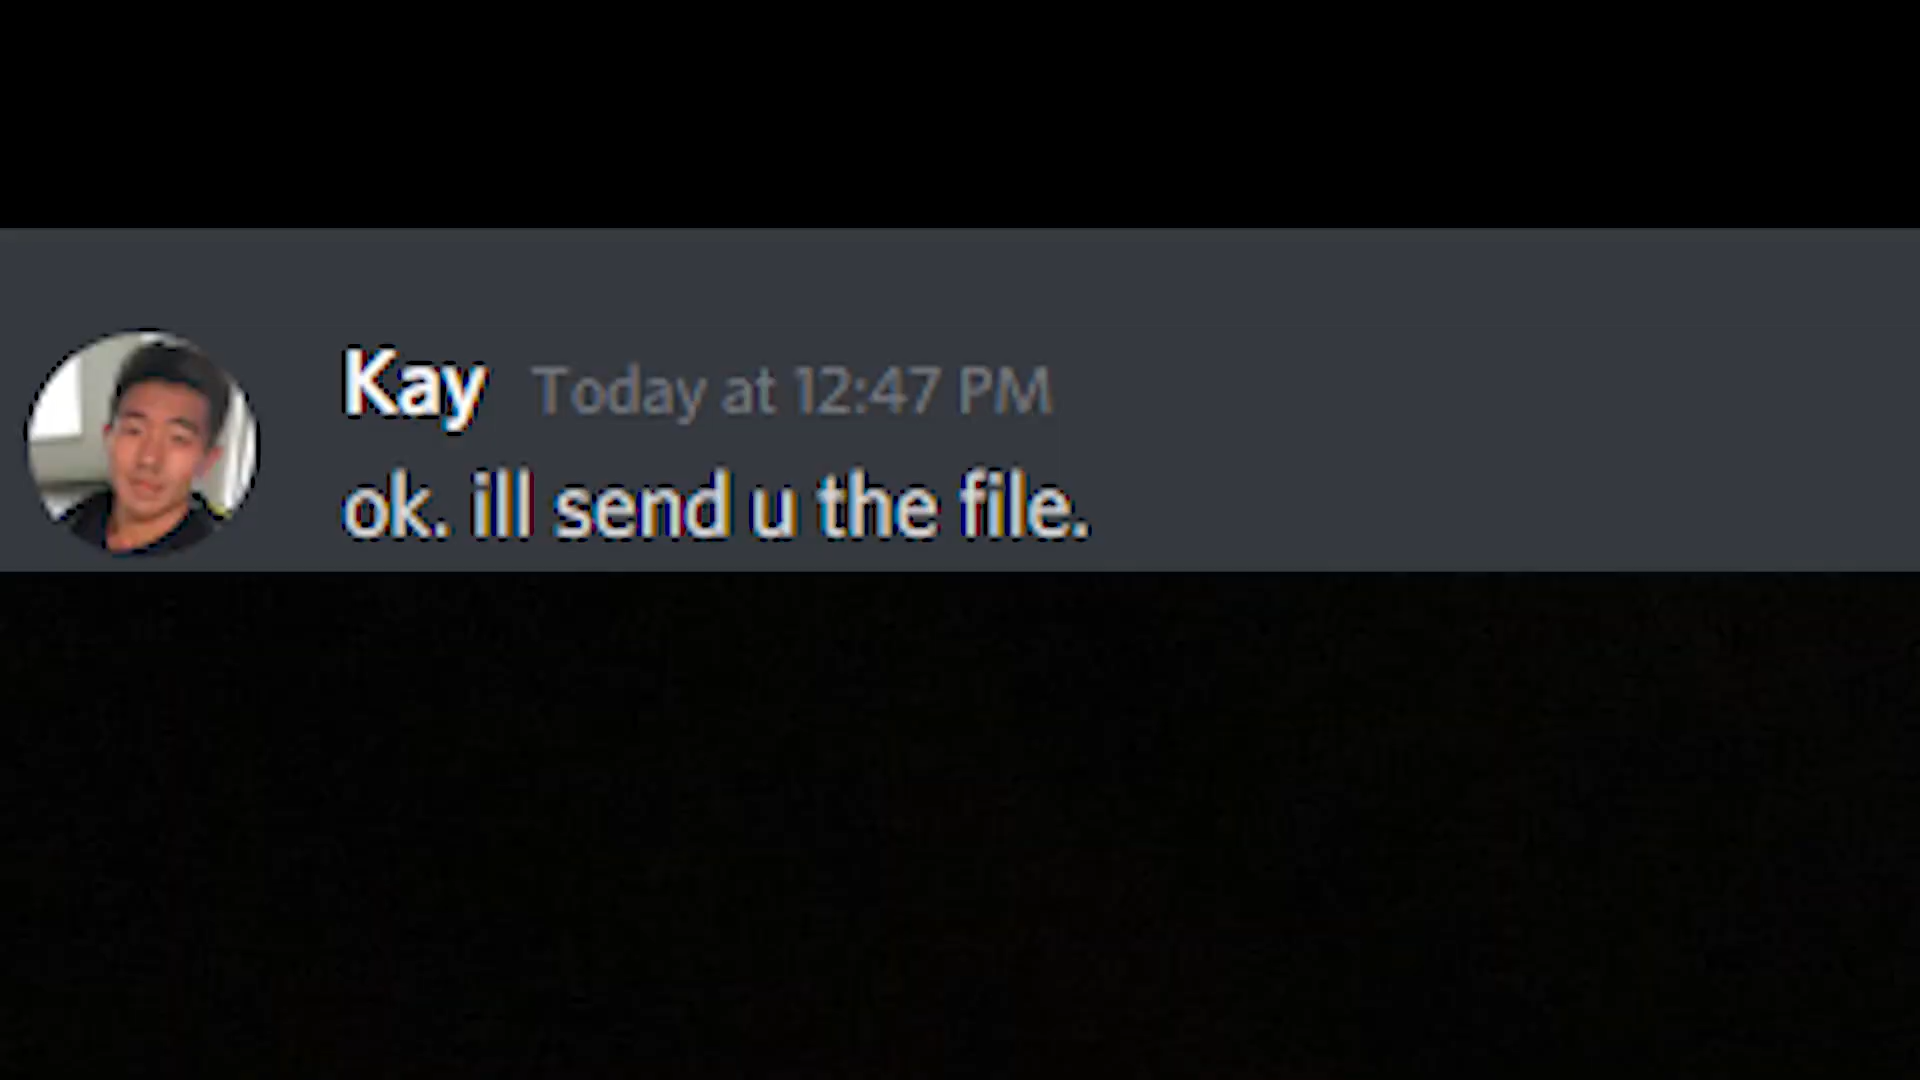 Kay Today at 12:47 PM
ok. ill send u the file.